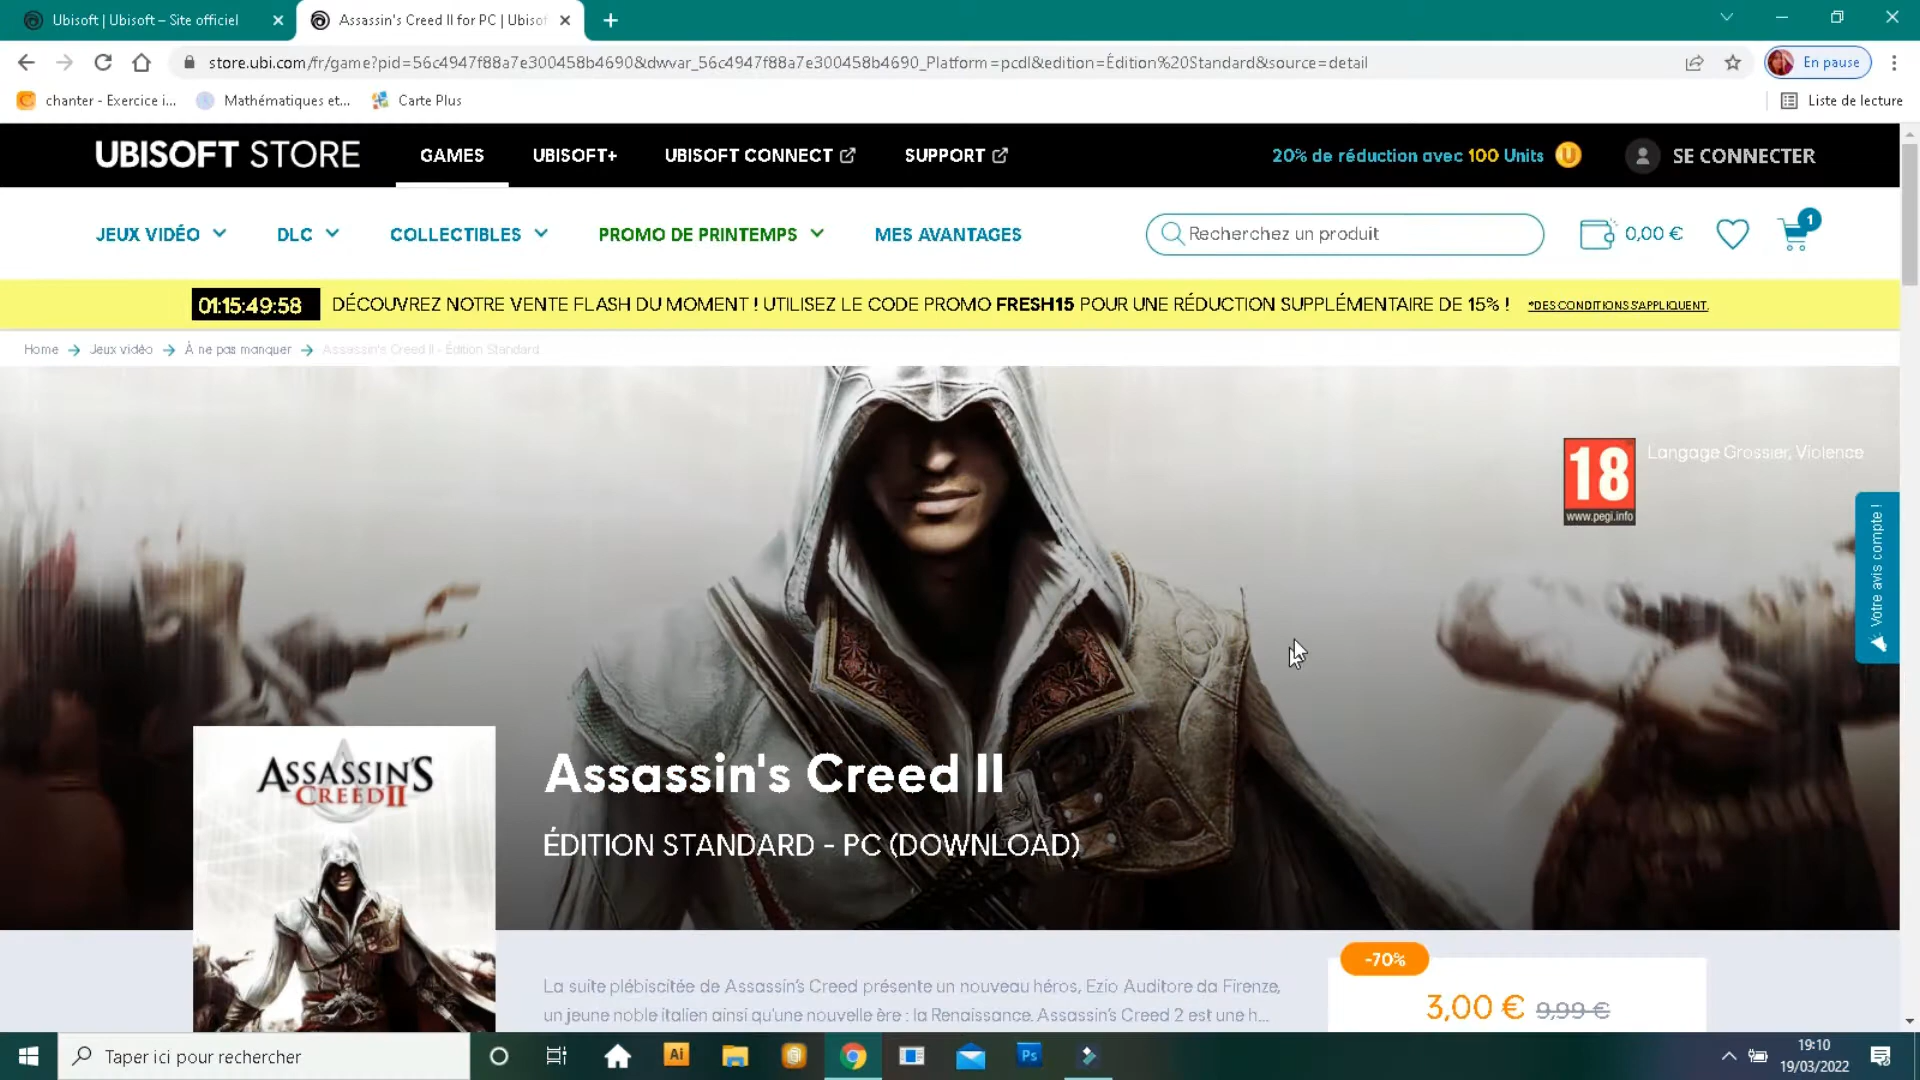 Ubisoft | Ubisoft – Site officiel
Assassin's Creed II for PC | Ubisof
store.ubi.com/fr/game?pid=56c4947f88a7e300458b4690&dwvar_56c4947f88a7e300458b4690_Platform=pcdl&edition=Édition%20Standard&source=detail
En pause
chanter - Exercice i...
Mathématiques et...
Carte Plus
Liste de lecture
UBISOFT STORE
GAMES
UBISOFT+
UBISOFT CONNECT
SUPPORT
20% de réduction avec 100 Units
SE CONNECTER
JEUX VIDÉO
DLC
COLLECTIBLES
PROMO DE PRINTEMPS
MES AVANTAGES
Recherchez un produit
0,00 €
1
01:15:49:58 DÉCOUVREZ NOTRE VENTE FLASH DU MOMENT ! UTILISEZ LE CODE PROMO FRESH15 POUR UNE RÉDUCTION SUPPLÉMENTAIRE DE 15% ! *DES CONDITIONS S'APPLIQUENT.
Home
Jeux vidéo
À ne pas manquer
Assassin's Creed II - Édition Standard
18
www.pegi.info
Langage Grossier, Violence
Votre avis compte !
ASSASSIN'S
CREED II
Assassin's Creed II
ÉDITION STANDARD - PC (DOWNLOAD)
La suite plébiscitée de Assassin's Creed présente un nouveau héros, Ezio Auditore da Firenze,
un jeune noble italien ainsi qu'une nouvelle ère : la Renaissance. Assassin's Creed 2 est une h...
-70%
3,00 € 9,99 €
Taper ici pour rechercher
Ai
Ps
19:10
19/03/2022